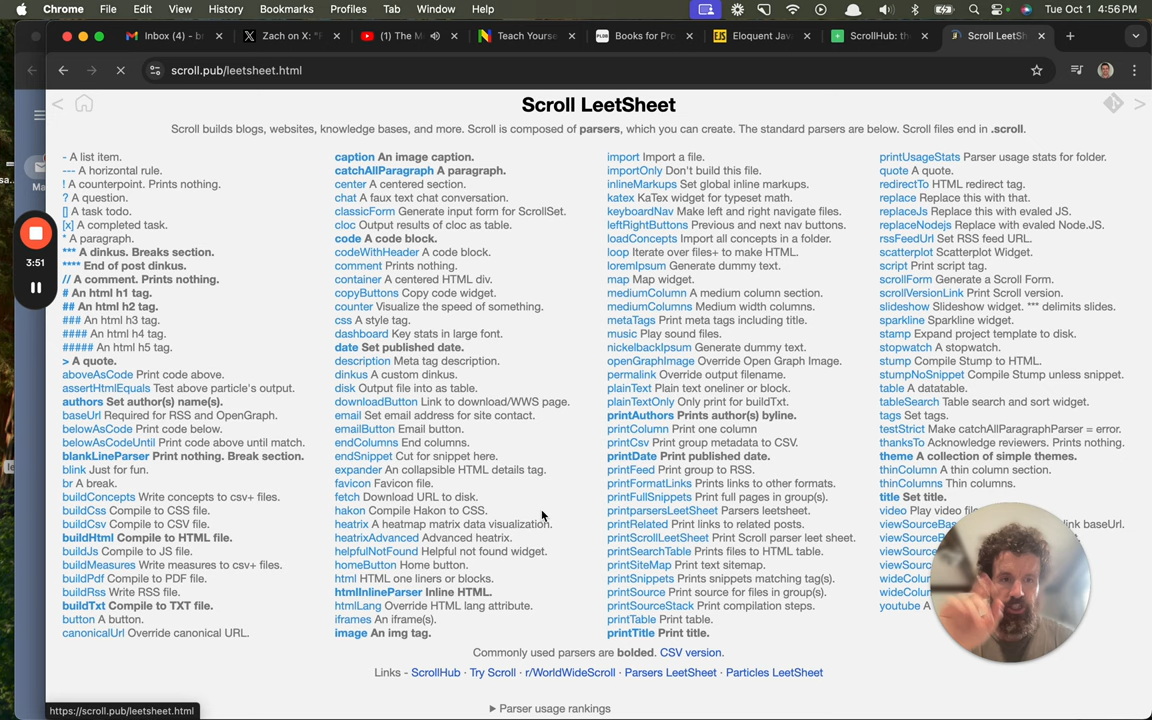 Chrome File Edit View History Bookmarks Profiles Tab Window Help Tue Oct 1 4:56 PM
Inbox (4) - b
Zach on X: "F
(1) The M
Teach Yourse
Books for Pro
Eloquent Java
ScrollHub: th
Scroll LeetSh
scroll.pub/leetsheet.html
Scroll LeetSheet
Scroll builds blogs, websites, knowledge bases, and more. Scroll is composed of parsers, which you can create. The standard parsers are below. Scroll files end in .scroll.
- A list item.
--- A horizontal rule.
! A counterpoint. Prints nothing.
? A question.
[] A task todo.
[x] A completed task.
* A paragraph.
*** A dinkus. Breaks section.
**** End of post dinkus.
// A comment. Prints nothing.
# An html h1 tag.
## An html h2 tag.
### An html h3 tag.
#### An html h4 tag.
##### An html h5 tag.
> A quote.
aboveAsCode Print code above.
assertHtmlEquals Test above particle's output.
authors Set author(s) name(s).
baseUrl Required for RSS and OpenGraph.
belowAsCode Print code below.
belowAsCodeUntil Print code above until match.
blankLineParser Print nothing. Break section.
blink Just for fun.
br A break.
buildConcepts Write concepts to csv+ files.
buildCss Compile to CSS file.
buildCsv Compile to CSV file.
buildHtml Compile to HTML file.
buildJs Compile to JS file.
buildMeasures Write measures to csv+ files.
buildPdf Compile to PDF file.
buildRss Write RSS file.
buildTxt Compile to TXT file.
button A button.
canonicalUrl Override canonical URL.
caption An image caption.
catchAllParagraph A paragraph.
center A centered section.
chat A faux text chat conversation.
classicForm Generate input form for ScrollSet.
cloc Output results of cloc as table.
code A code block.
codeWithHeader A code block.
comment Prints nothing.
container A centered HTML div.
copyButtons Copy code widget.
counter Visualize the speed of something.
css A style tag.
dashboard Key stats in large font.
date Set published date.
description Meta tag description.
dinkus A custom dinkus.
disk Output file into as table.
downloadButton Link to download/WWS page.
email Set email address for site contact.
emailButton Email button.
endColumns End columns.
endSnippet Cut for snippet here.
expander An collapsible HTML details tag.
favicon Favicon file.
fetch Download URL to disk.
hakon Compile Hakon to CSS.
heatrix A heatmap matrix data visualization.
heatrixAdvanced Advanced heatrix.
helpfulNotFound Helpful not found widget.
homeButton Home button.
html HTML one liners or blocks.
htmlInlineParser Inline HTML.
htmlLang Override HTML lang attribute.
iframes An iframe(s).
image An img tag.
import Import a file.
importOnly Don't build this file.
inlineMarkups Set global inline markups.
katex KaTex widget for typeset math.
keyboardNav Make left and right navigate files.
leftRightButtons Previous and next nav buttons.
loadConcepts Import all concepts in a folder.
loop Iterate over files+ to make HTML.
loremIpsum Generate dummy text.
map Map widget.
mediumColumn A medium column section.
mediumColumns Medium width columns.
metaTags Print meta tags including title.
music Play sound files.
nickelbackIpsum Generate dummy text.
openGraphImage Override Open Graph Image.
permalink Override output filename.
plainText Plain text oneliner or block.
plainTextOnly Only print for buildTxt.
printAuthors Prints author(s) byline.
printColumn Print one column
printCsv Print group metadata to CSV.
printDate Print published date.
printFeed Print group to RSS.
printFormatLinks Prints links to other formats.
printFullSnippets Print full pages in group(s).
printparsersLeetSheet Parsers leetsheet.
printRelated Print links to related posts.
printScrollLeetSheet Print Scroll parser leet sheet.
printSearchTable Prints files to HTML table.
printSiteMap Print text sitemap.
printSnippets Prints snippets matching tag(s).
printSource Print source for files in group(s).
printSourceStack Print compilation steps.
printTable Print table.
printTitle Print title.
printUsageStats Parser usage stats for folder.
quote A quote.
redirectTo HTML redirect tag.
replace Replace this with that.
replaceJs Replace this with evaled JS.
replaceNodejs Replace with evaled Node.JS.
rssFeedUrl Set RSS feed URL.
scatterplot Scatterplot Widget.
script Print script tag.
scrollForm Generate a Scroll Form.
scrollVersionLink Print Scroll version.
slideshow Slideshow widget. *** delimits slides.
sparkline Sparkline widget.
stamp Expand project template to disk.
stopwatch A stopwatch.
stump Compile Stump to HTML.
stumpNoSnippet Compile Stump unless snippet.
table A datatable.
tableSearch Table search and sort widget.
tags Set tags.
testStrict Make catchAllParagraphParser = error.
thanksTo Acknowledge reviewers. Prints nothing.
theme A collection of simple themes.
thinColumn A thin column section.
thinColumns Thin columns.
title Set title.
video Play video fil
viewSourceBas nk baseUrl.
viewSource
viewSource
viewSource
wideColu
wideColu
youtube A
Commonly used parsers are bolded. CSV version.
Links - ScrollHub · Try Scroll · r/WorldWideScroll · Parsers LeetSheet · Particles LeetSheet
Parser usage rankings
3:51
Ma
https://scroll.pub/leetsheet.html